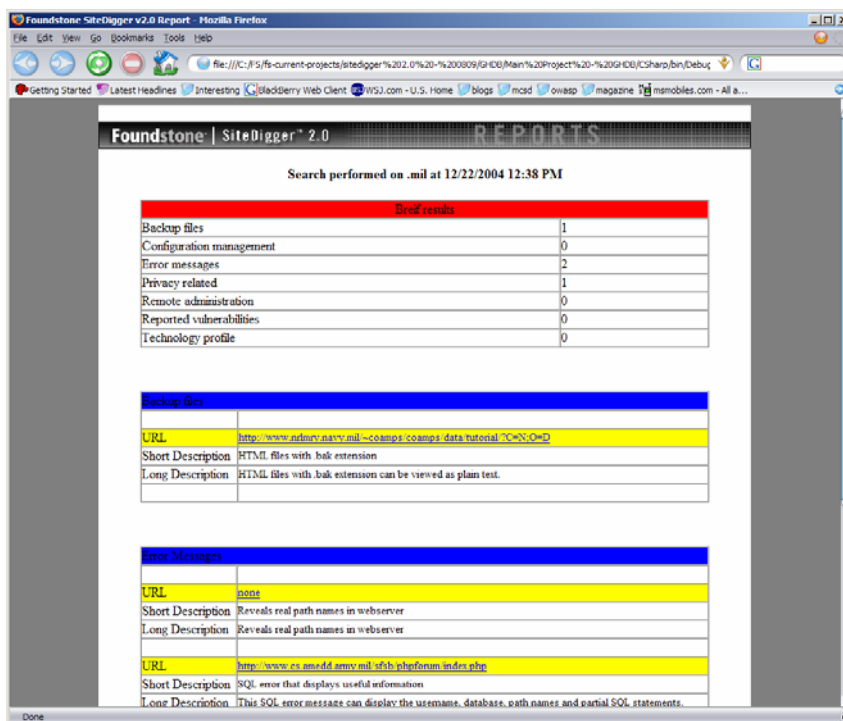 Foundstone SiteDigger v2.0 Report - Mozilla Firefox
File Edit View Go Bookmarks Tools Help
file:///C:/FS/fs-current-projects/sitedigger%202.0%20-%200809/GHDB/Main%20Project%20-%20GHDB/CSharp/bin/Debug
Getting Started Latest Headlines Interesting BlackBerry Web Client WSJ.com - U.S. Home blogs mcsd owasp magazine msmobiles.com - All a...
Foundstone | SiteDigger™ 2.0 REPORTS
Search performed on .mil at 12/22/2004 12:38 PM
Breif results
Backup files 1
Configuration management 0
Error messages 2
Privacy related 1
Remote administration 0
Reported vulnerabilities 0
Technology profile 0
Backup files
URL http://www.nrlmry.navy.mil/~coamps/coamps/data/tutorial/?C=N;O=D
Short Description HTML files with .bak extension
Long Description HTML files with .bak extension can be viewed as plain text.
Error Messages
URL none
Short Description Reveals real path names in webserver
Long Description Reveals real path names in webserver
URL http://www.cs.amedd.army.mil/sfsb/phpforum/index.php
Short Description SQL error that displays useful information
Long Description This SQL error message can display the username, database, path names and partial SQL statements.
Done